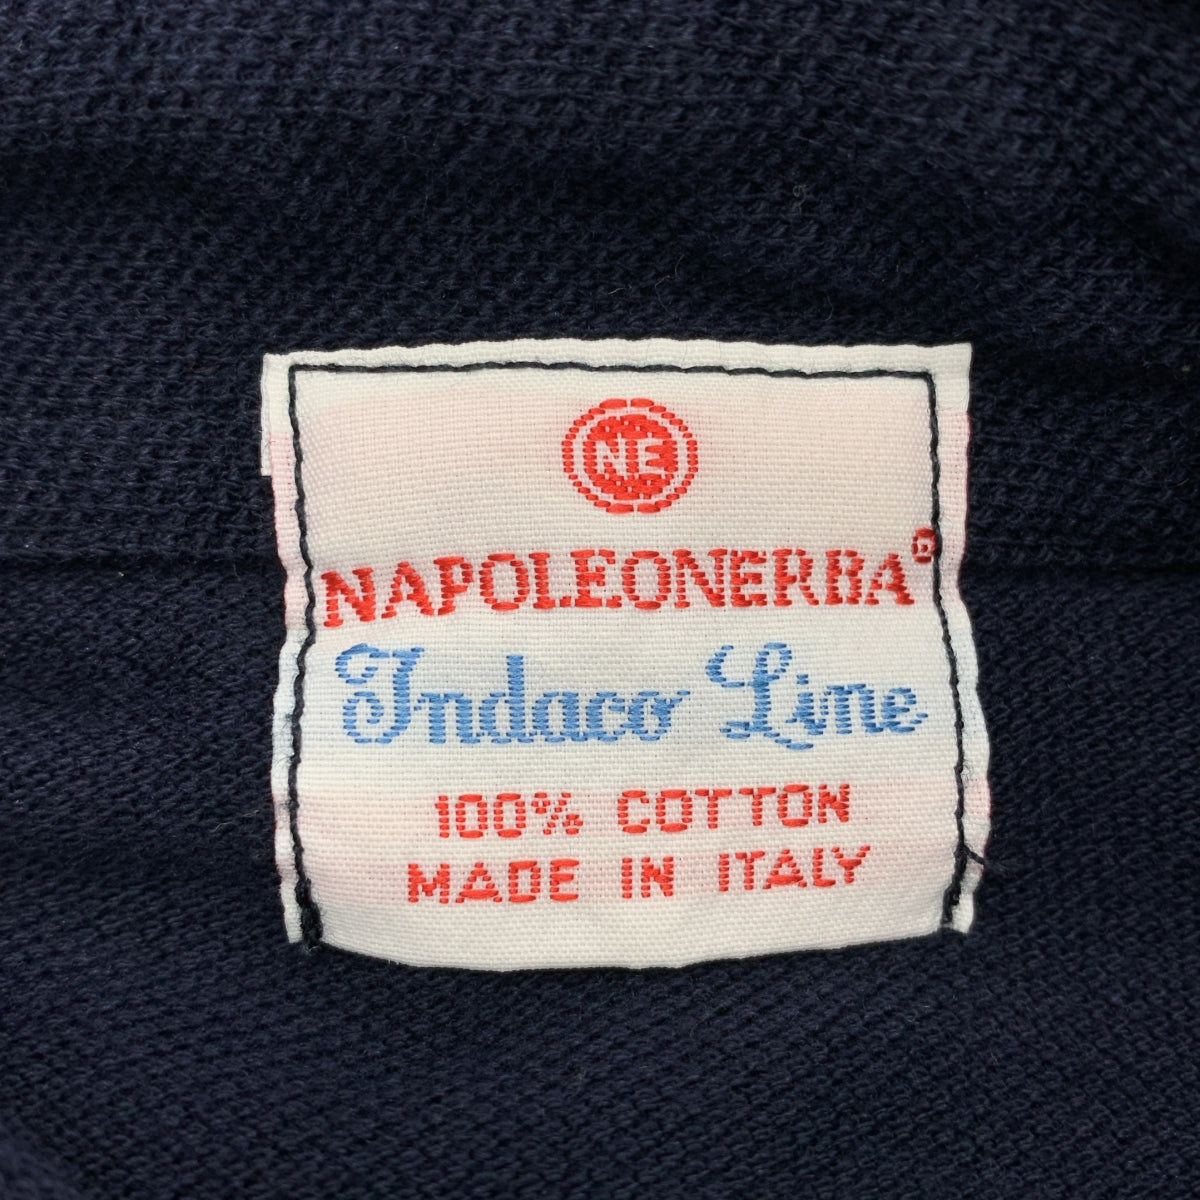 NE
NAPOLEONERBA®
Indaco Line
100% COTTON
MADE IN ITALY